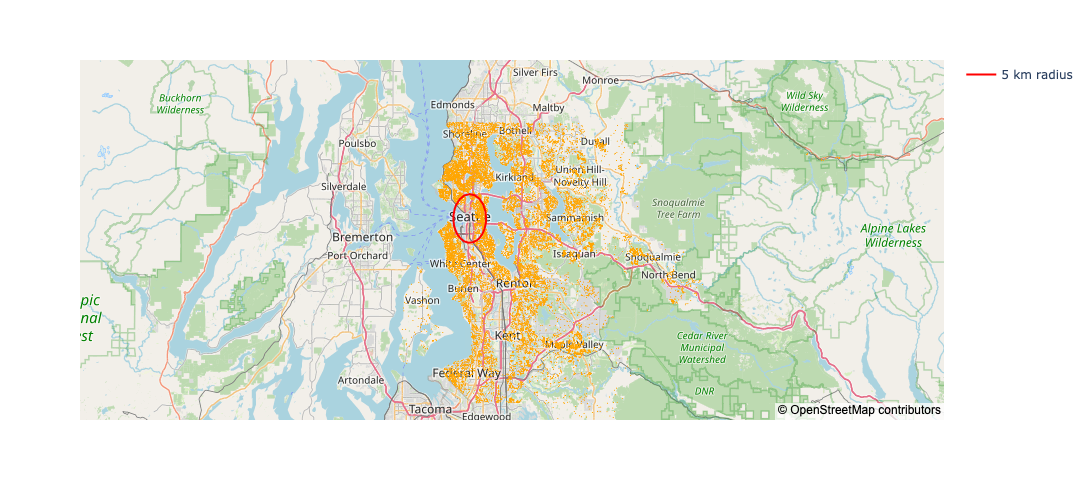 Silver Firs
Monroe
5 km radius
Buckhorn
Wilderness
Wild Sky
Wilderness
Edmonds
Maltby
Shoreline
Bothell
Duvall
Poulsbo
Kirkland
Union Hill-
Novelty Hill
Silverdale
Snoqualmie
Tree Farm
Seattle
Sammamish
Bremerton
Alpine Lakes
Wilderness
Port Orchard
White Center
Issaquah
Snoqualmie
North Bend
Burien
Renton
Vashon
pic
nal
est
Kent
Maple Valley
Cedar River
Municipal
Watershed
Artondale
Federal Way
DNR
Tacoma
Edgewood
© OpenStreetMap contributors